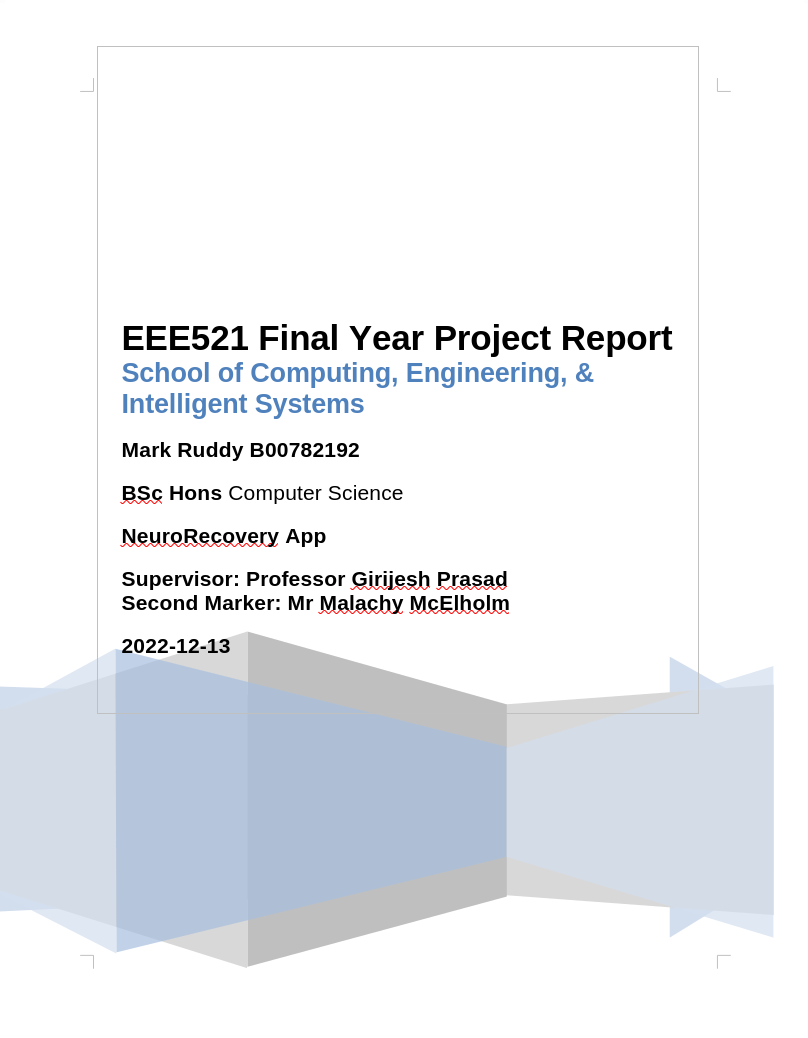 EEE521 Final Year Project Report
School of Computing, Engineering, &
Intelligent Systems
Mark Ruddy B00782192
BSc Hons Computer Science
NeuroRecovery App
Supervisor: Professor Girijesh Prasad
Second Marker: Mr Malachy McElholm
2022-12-13